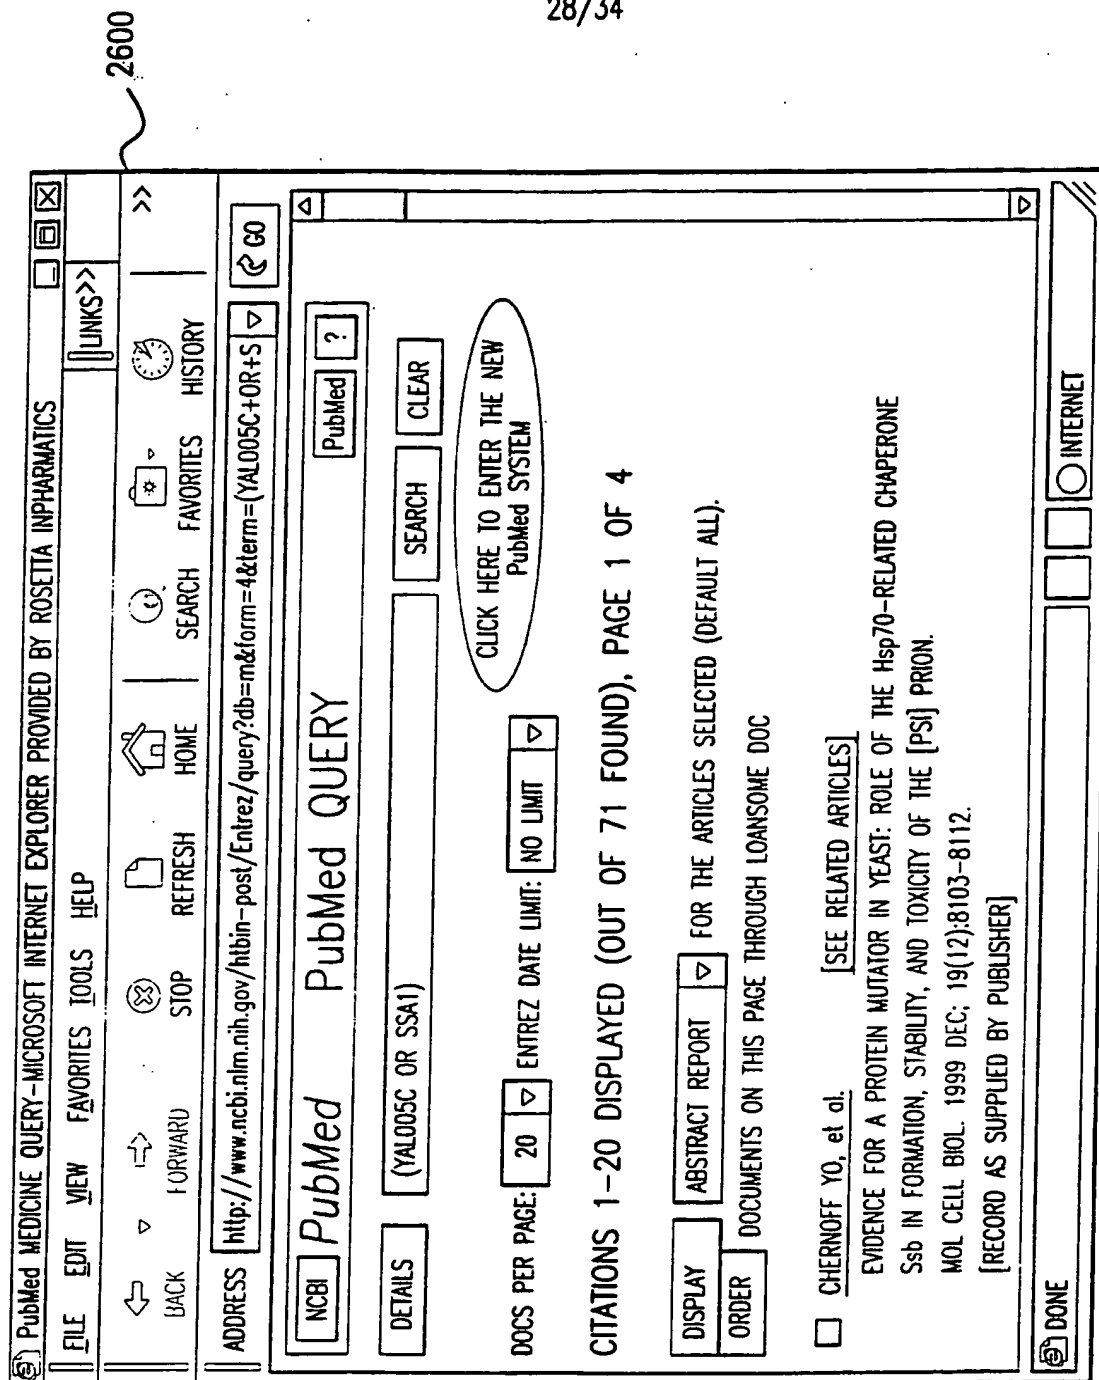 28/34
2600
PubMed MEDICINE QUERY-MICROSOFT INTERNET EXPLORER PROVIDED BY ROSETTA INPHARMATICS
FILE EDIT VIEW FAVORITES TOOLS HELP
LINKS>>
BACK FORWARD STOP REFRESH HOME SEARCH FAVORITES HISTORY >>
ADDRESS http://www.ncbi.nlm.nih.gov/htbin-post/Entrez/query?db=m&form=4&term=(YAL005C+OR+S GO
NCBI PubMed PubMed QUERY PubMed ?
DETAILS (YAL005C OR SSA1) SEARCH CLEAR
DOCS PER PAGE: 20 ENTREZ DATE LIMIT: NO LIMIT
CLICK HERE TO ENTER THE NEW
PubMed SYSTEM
CITATIONS 1-20 DISPLAYED (OUT OF 71 FOUND), PAGE 1 OF 4
DISPLAY ABSTRACT REPORT FOR THE ARTICLES SELECTED (DEFAULT ALL).
ORDER DOCUMENTS ON THIS PAGE THROUGH LOANSOME DOC
CHERNOFF YO, et al. [SEE RELATED ARTICLES]
EVIDENCE FOR A PROTEIN MUTATOR IN YEAST: ROLE OF THE Hsp70-RELATED CHAPERONE
Ssb IN FORMATION, STABILITY, AND TOXICITY OF THE [PSI] PRION.
MOL CELL BIOL. 1999 DEC; 19(12):8103-8112.
[RECORD AS SUPPLIED BY PUBLISHER]
DONE INTERNET